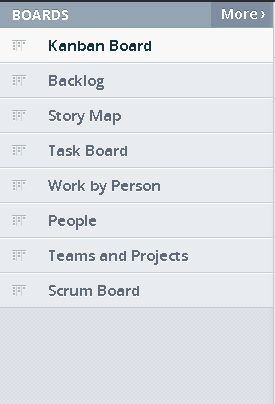 BOARDS
More ›
Kanban Board
Backlog
Story Map
Task Board
Work by Person
People
Teams and Projects
Scrum Board